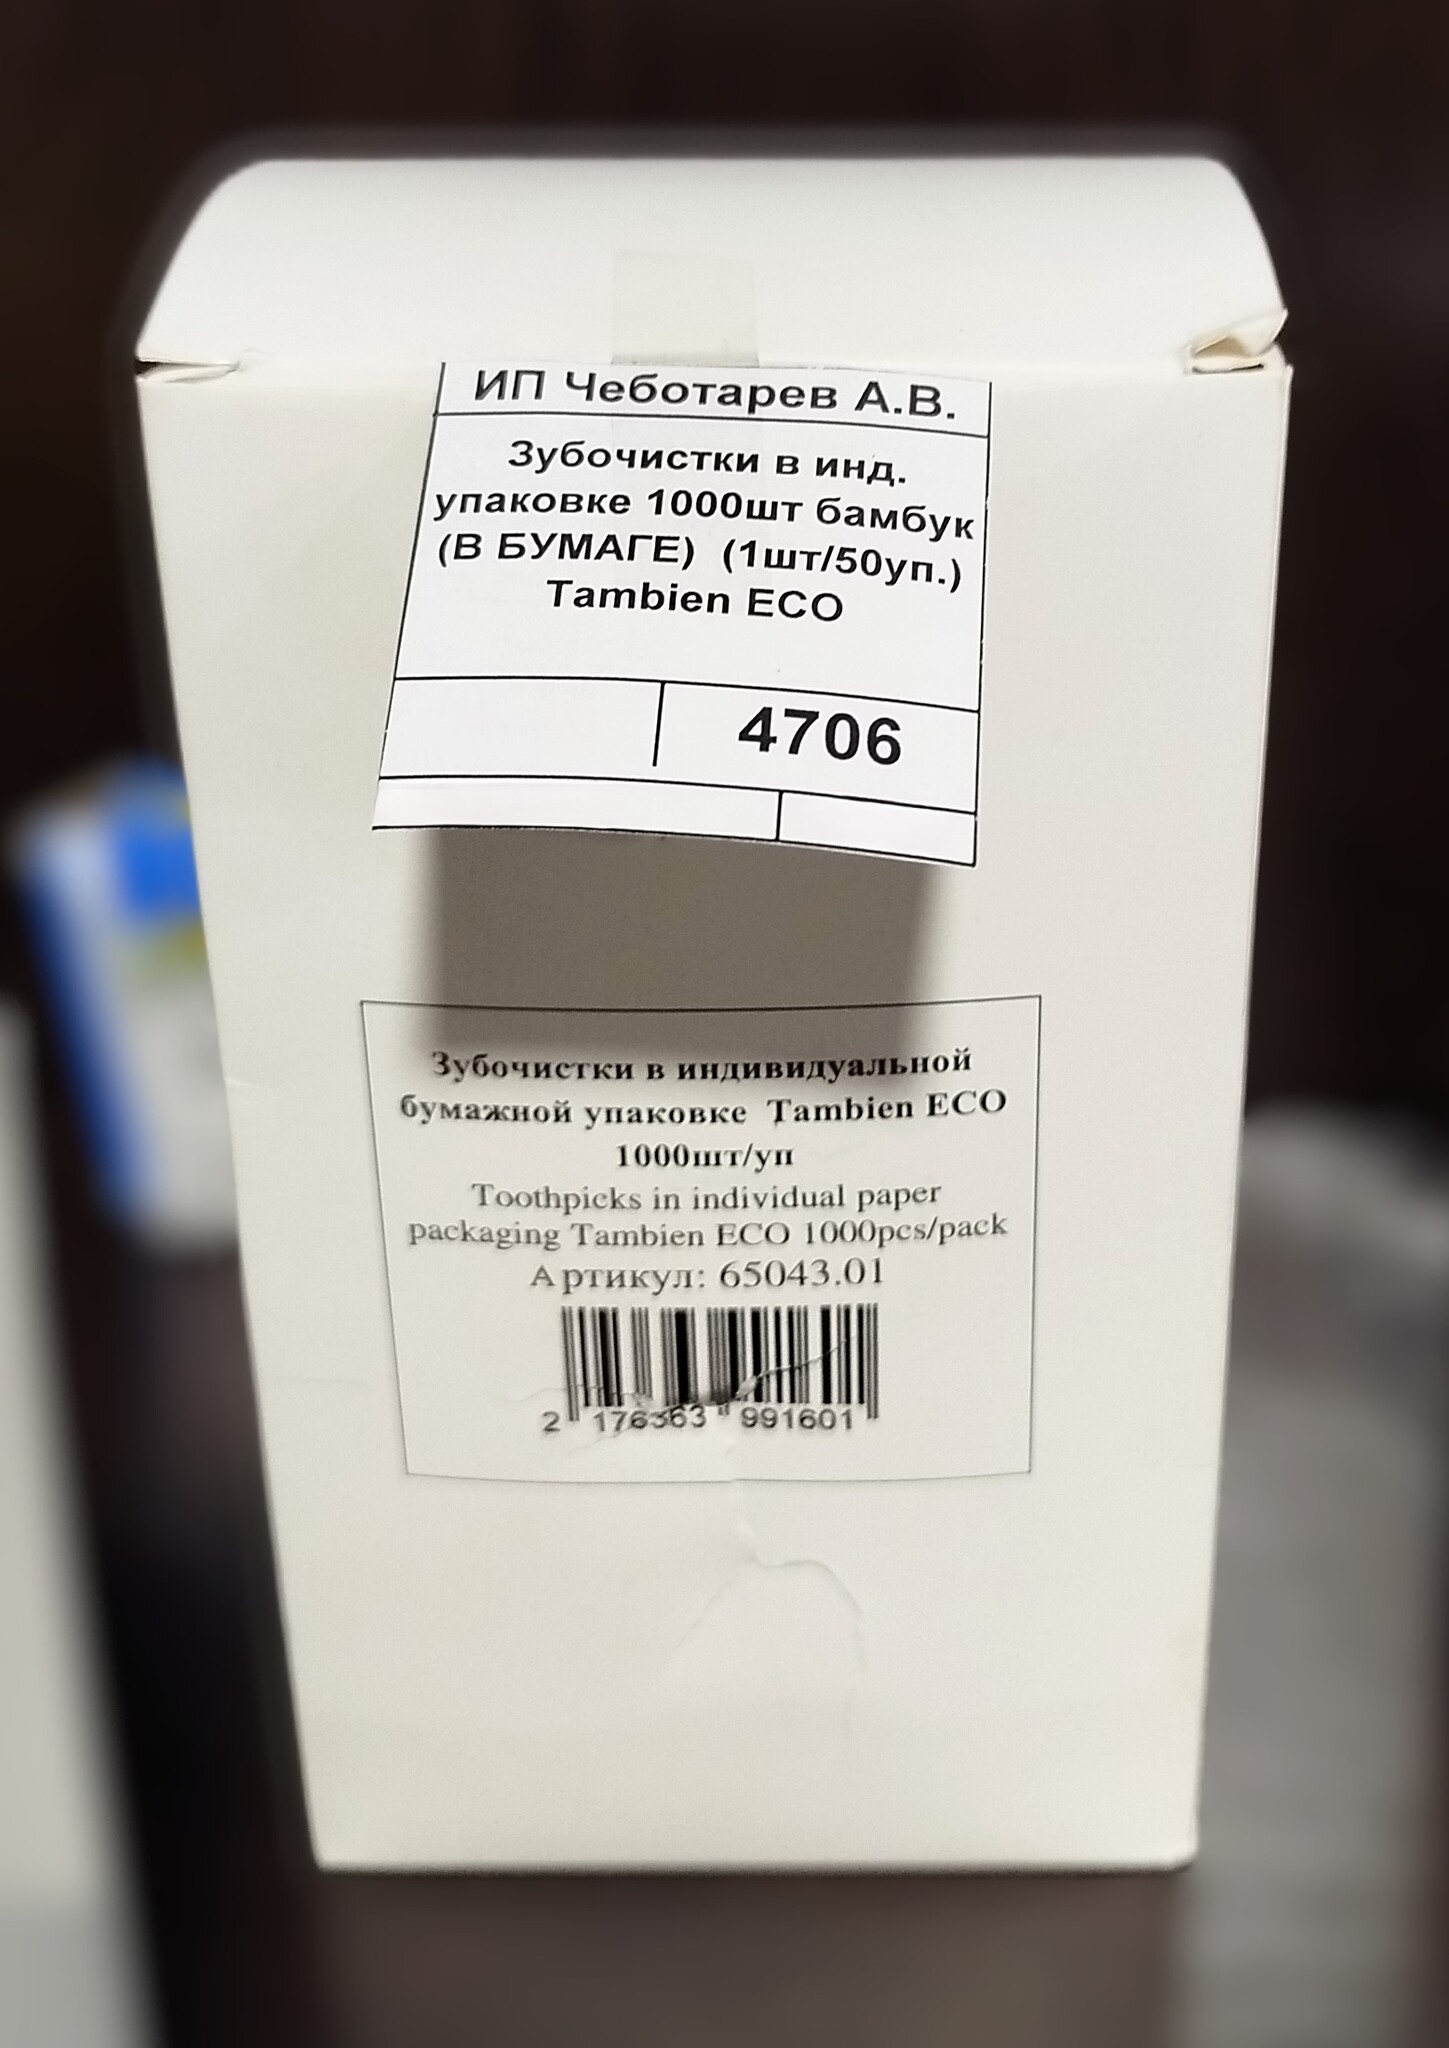 ИП Чеботарев А.В.
Зубочистки в инд.
упаковке 1000шт бамбук
(В БУМАГЕ) (1шт/50уп.)
Tambien ECO
4706
Зубочистки в индивидуальной
бумажной упаковке Tambien ECO
1000шт/уп
Toothpicks in individual paper
packaging Tambien ECO 1000pcs/pack
Артикул: 65043.01
2 176363 991601